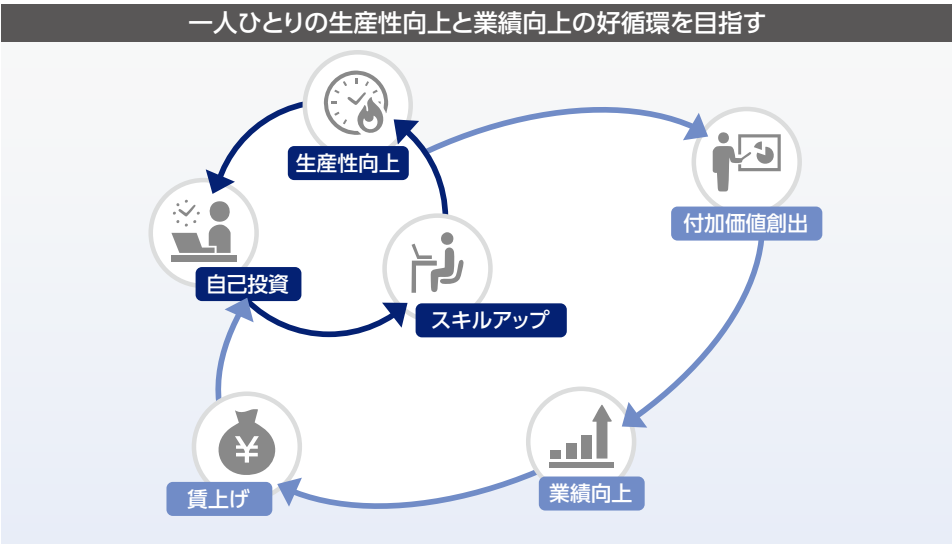 一人ひとりの生産性向上と業績向上の好循環を目指す
生産性向上
付加価値創出
自己投資
スキルアップ
¥
賃上げ
業績向上